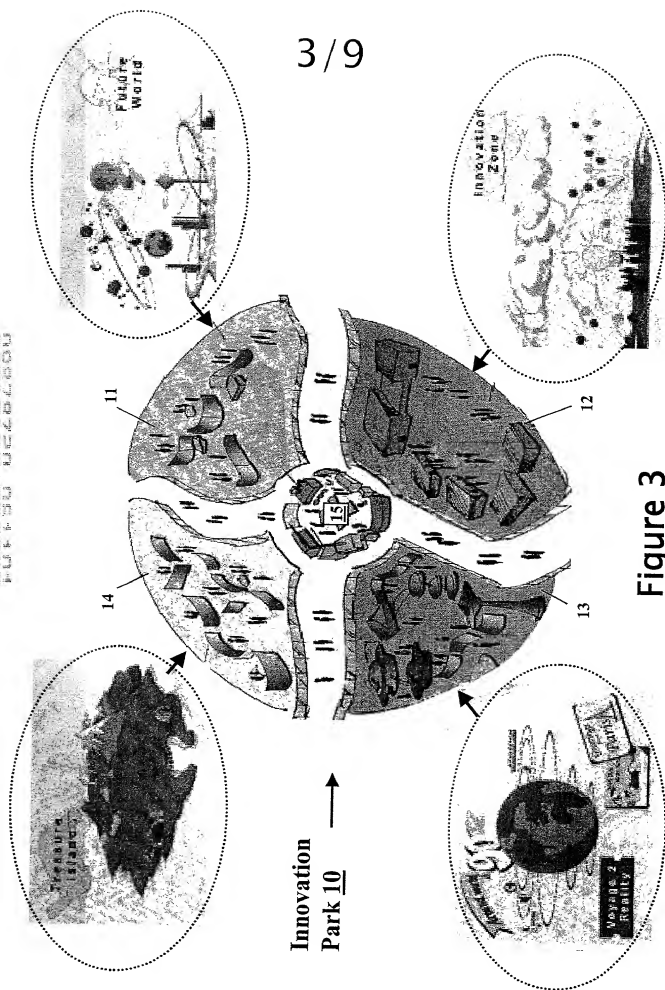 3/9
Future
World
Innovation
Zone
Treasure
Island
Voyage 2
Reality
Innovation
Park 10
11
12
13
14
15
Figure 3